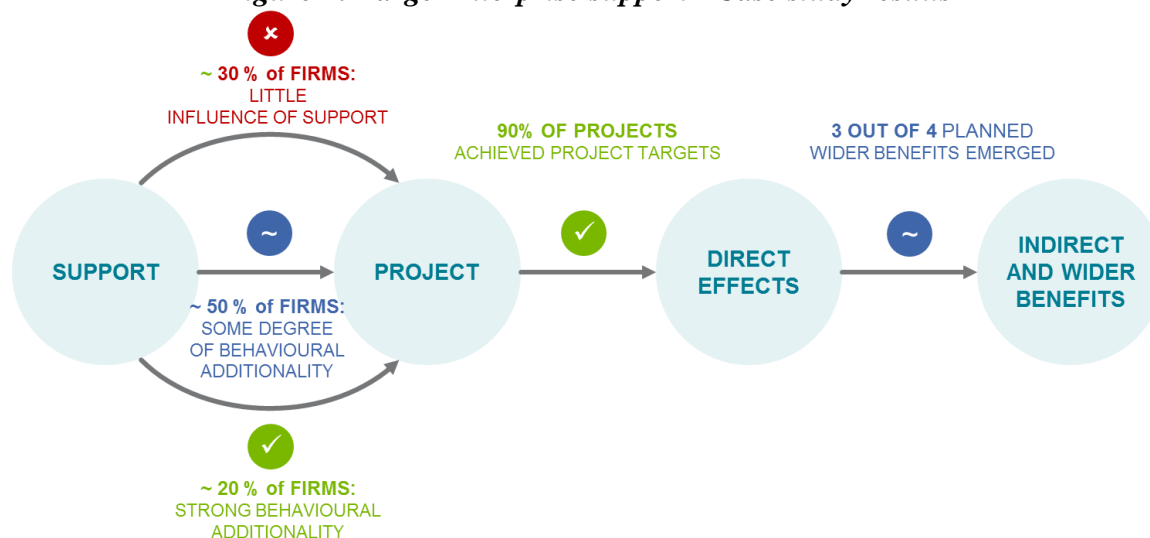 ~ 30 % of FIRMS:
LITTLE
INFLUENCE OF SUPPORT
90% OF PROJECTS
ACHIEVED PROJECT TARGETS
3 OUT OF 4 PLANNED
WIDER BENEFITS EMERGED
SUPPORT
~
PROJECT
DIRECT
EFFECTS
~
INDIRECT
AND WIDER
BENEFITS
~ 50 % of FIRMS:
SOME DEGREE
OF BEHAVIOURAL
ADDITIONALITY
~ 20 % of FIRMS:
STRONG BEHAVIOURAL
ADDITIONALITY